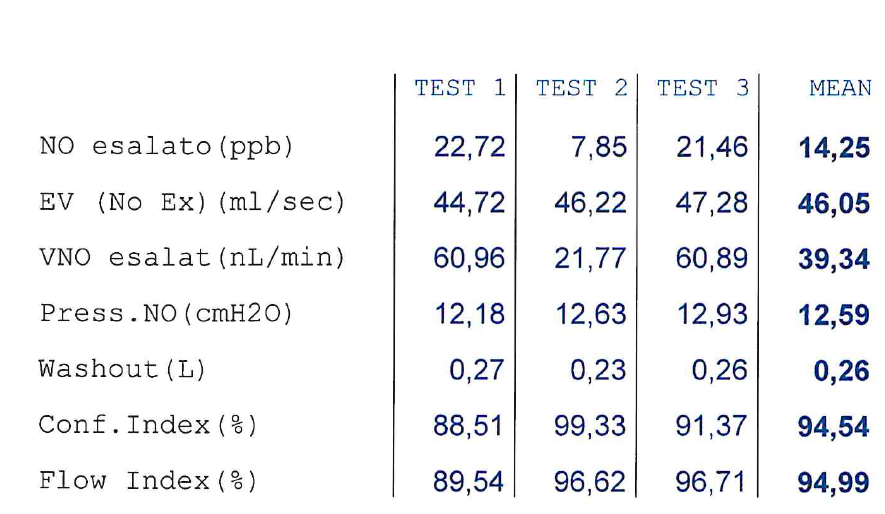 TEST 1 TEST 2 TEST 3 MEAN
NO esalato(ppb) 22,72 7,85 21,46 14,25
EV (No Ex)(ml/sec) 44,72 46,22 47,28 46,05
VNO esalat(nL/min) 60,96 21,77 60,89 39,34
Press.NO(cmH2O) 12,18 12,63 12,93 12,59
Washout(L) 0,27 0,23 0,26 0,26
Conf.Index(%) 88,51 99,33 91,37 94,54
Flow Index(%) 89,54 96,62 96,71 94,99